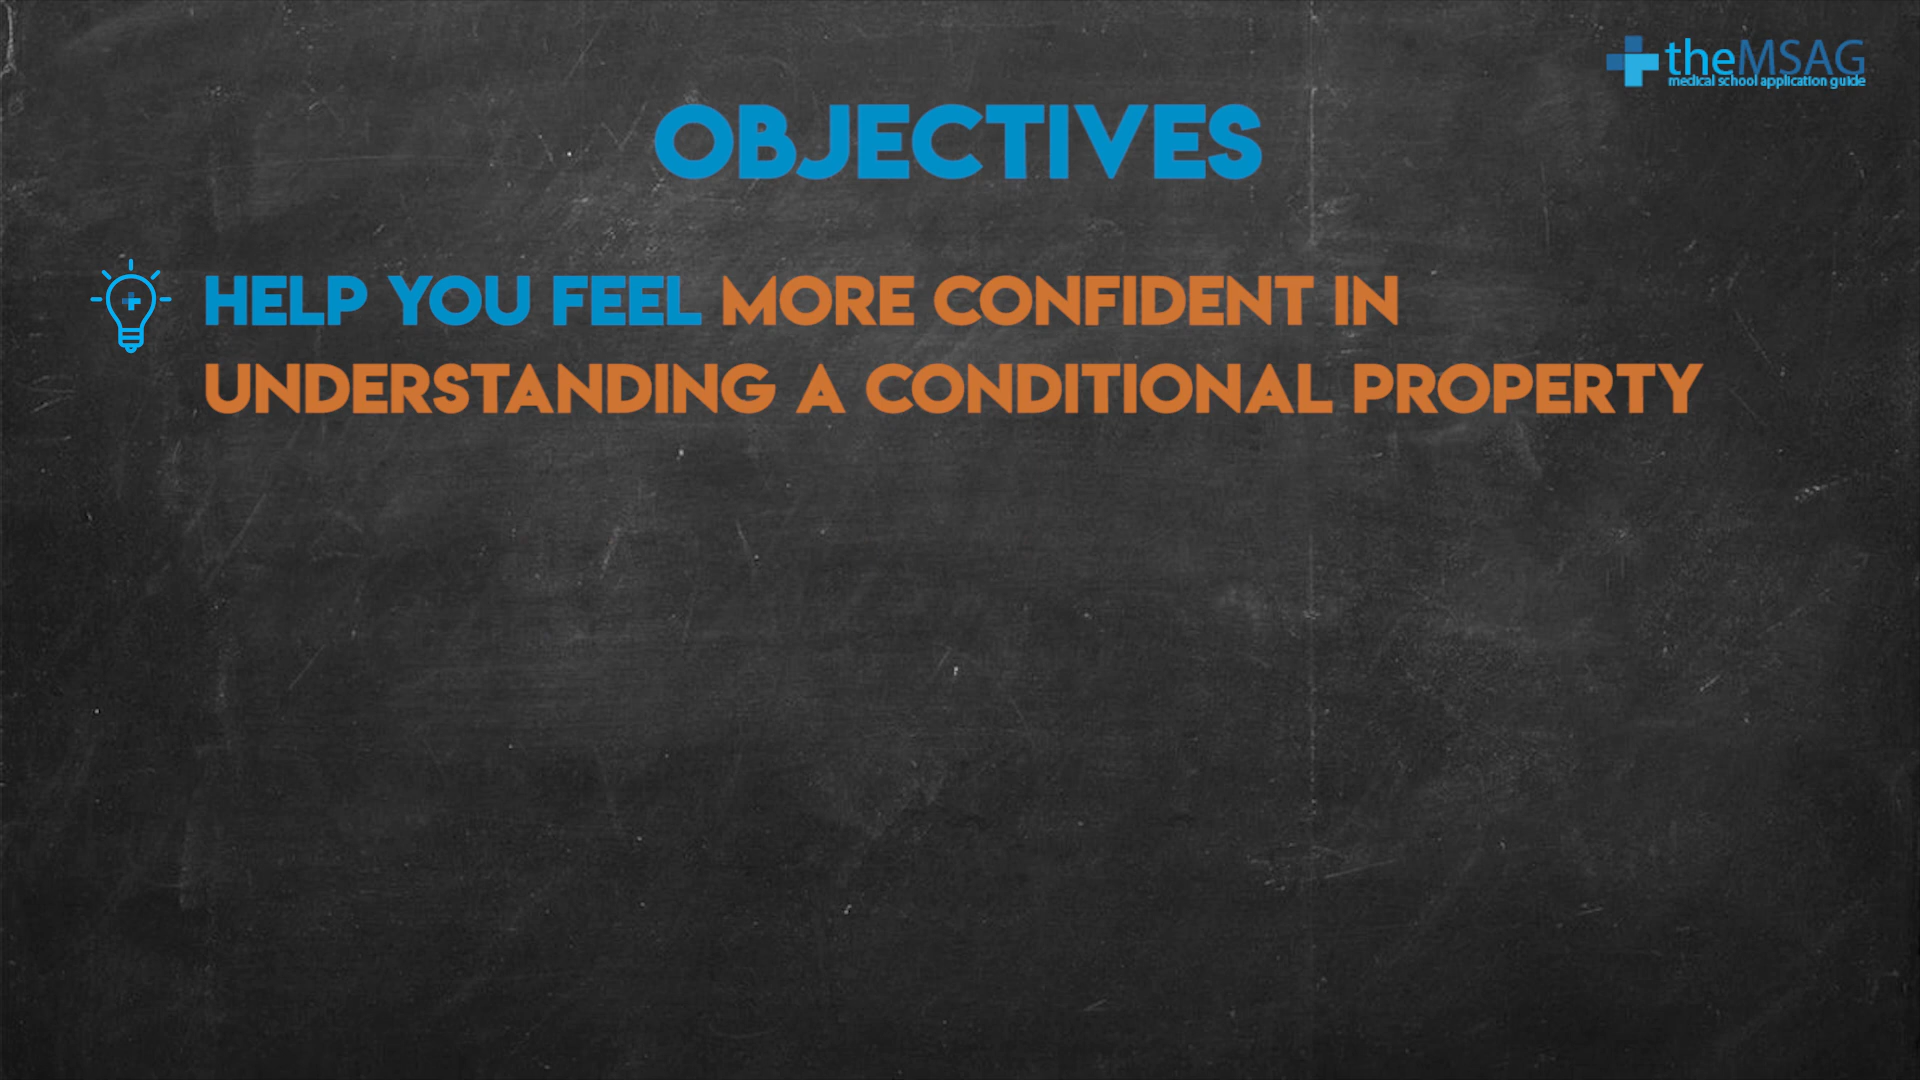 theMSAG
medical school application guide
OBJECTIVES
HELP YOU FEEL MORE CONFIDENT IN
UNDERSTANDING A CONDITIONAL PROPERTY